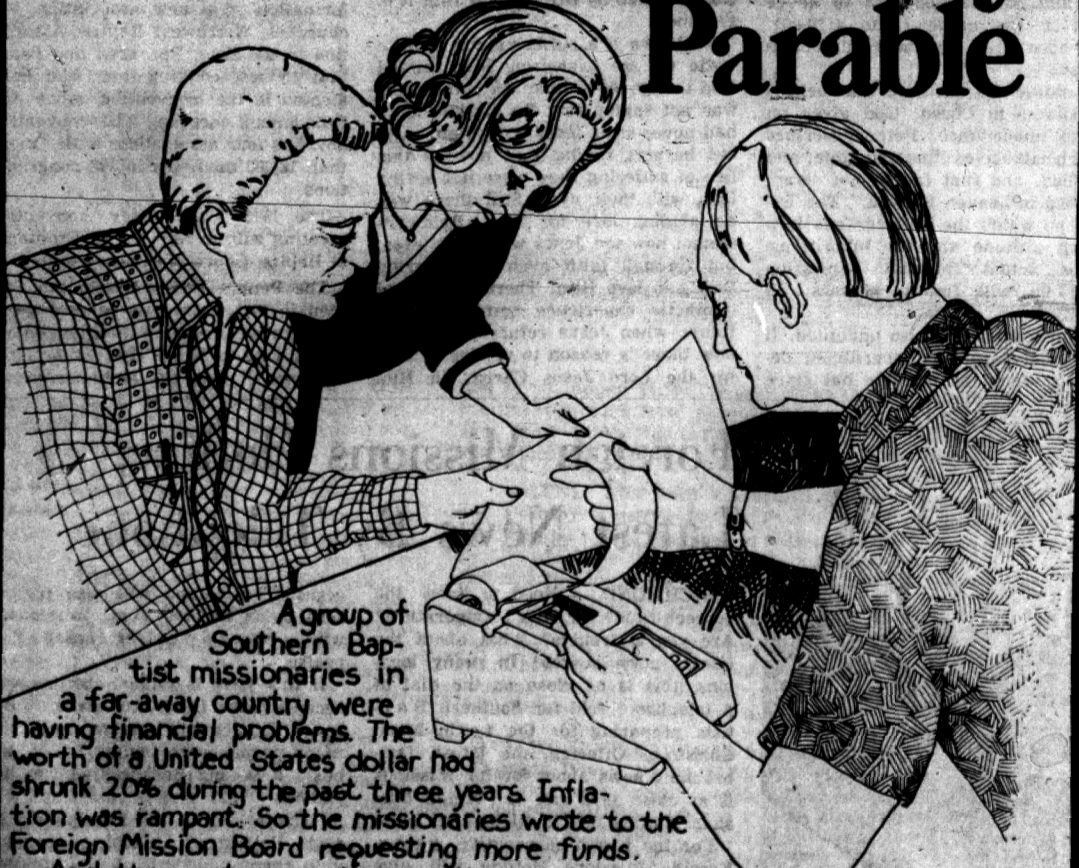 Parable
A group of
Southern Bap-
tist missionaries in
a far-away country were
having financial problems. The
worth of a United States dollar had
shrunk 20% during the past three years. Infla-
tion was rampant. So the missionaries wrote to the
Foreign Mission Board requesting more funds.